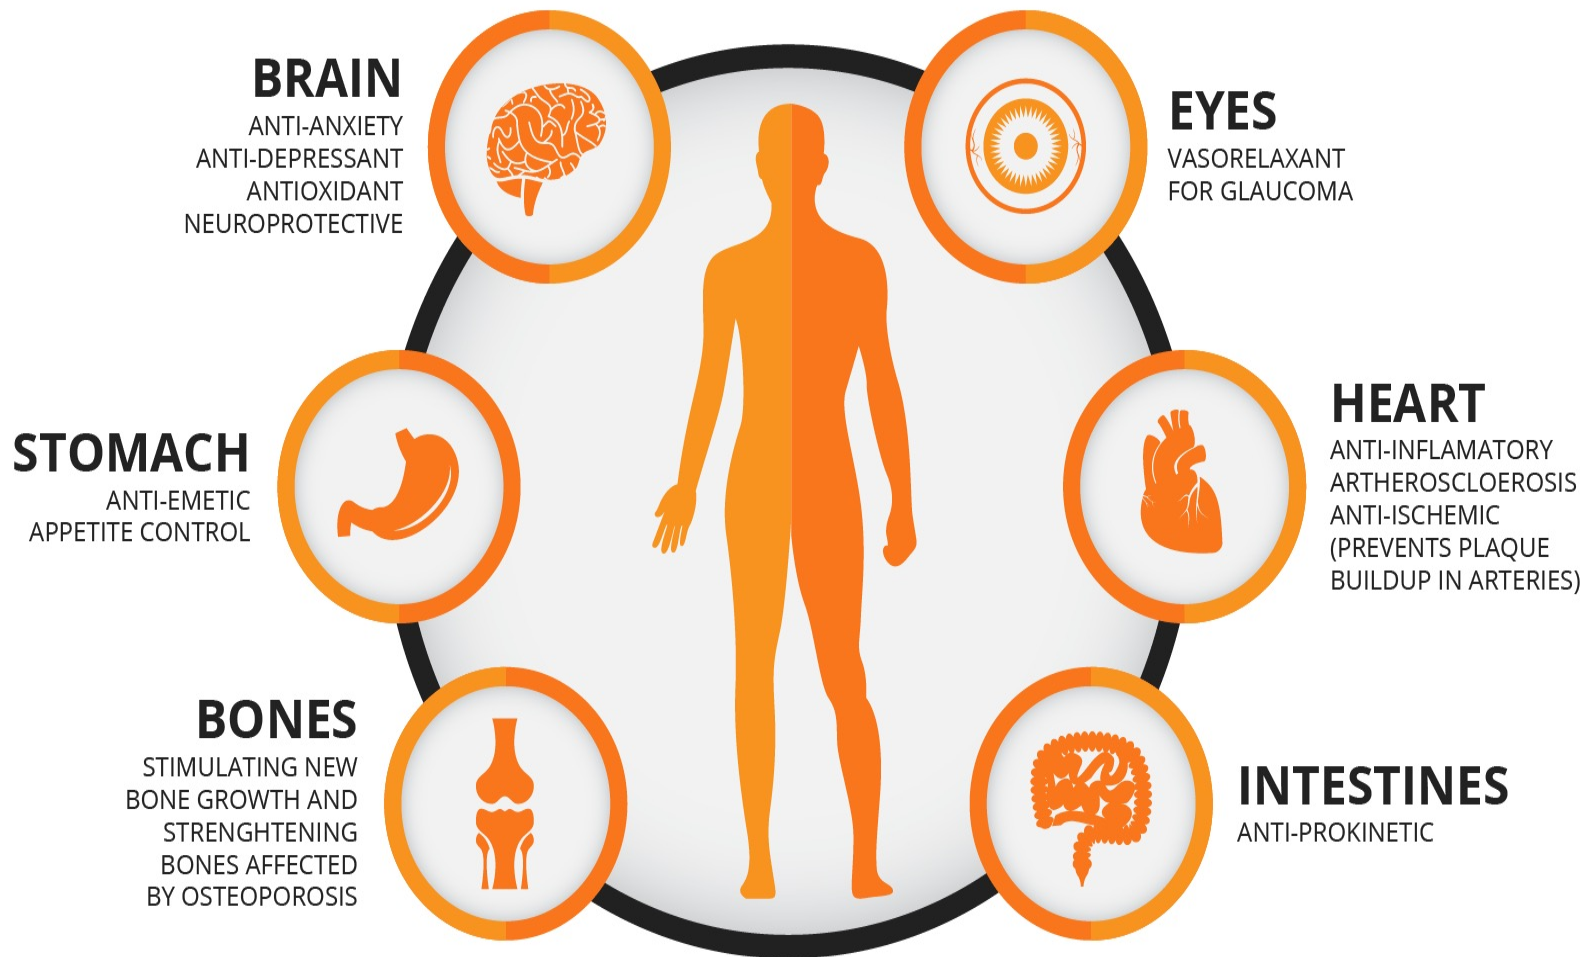 BRAIN
ANTI-ANXIETY
ANTI-DEPRESSANT
ANTIOXIDANT
NEUROPROTECTIVE
EYES
VASORELAXANT
FOR GLAUCOMA
STOMACH
ANTI-EMETIC
APPETITE CONTROL
HEART
ANTI-INFLAMATORY
ARTHEROSCLOEROSIS
ANTI-ISCHEMIC
(PREVENTS PLAQUE
BUILDUP IN ARTERIES)
BONES
STIMULATING NEW
BONE GROWTH AND
STRENGHTENING
BONES AFFECTED
BY OSTEOPOROSIS
INTESTINES
ANTI-PROKINETIC